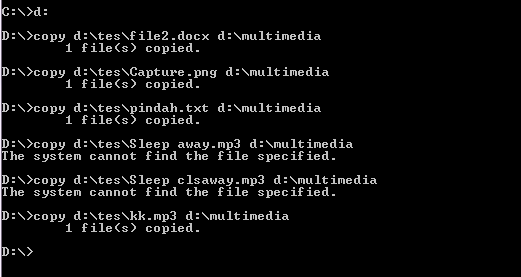 C:\>d:
D:\>copy d:\tes\file2.docx d:\multimedia
        1 file(s) copied.
D:\>copy d:\tes\Capture.png d:\multimedia
        1 file(s) copied.
D:\>copy d:\tes\pindah.txt d:\multimedia
        1 file(s) copied.
D:\>copy d:\tes\Sleep away.mp3 d:\multimedia
The system cannot find the file specified.
D:\>copy d:\tes\Sleep clsaway.mp3 d:\multimedia
The system cannot find the file specified.
D:\>copy d:\tes\kk.mp3 d:\multimedia
        1 file(s) copied.
D:\>